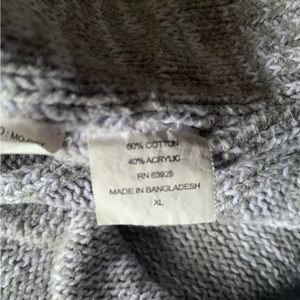 60% COTTON
40% ACRYLIC
RN 63925
MADE IN BANGLADESH
XL